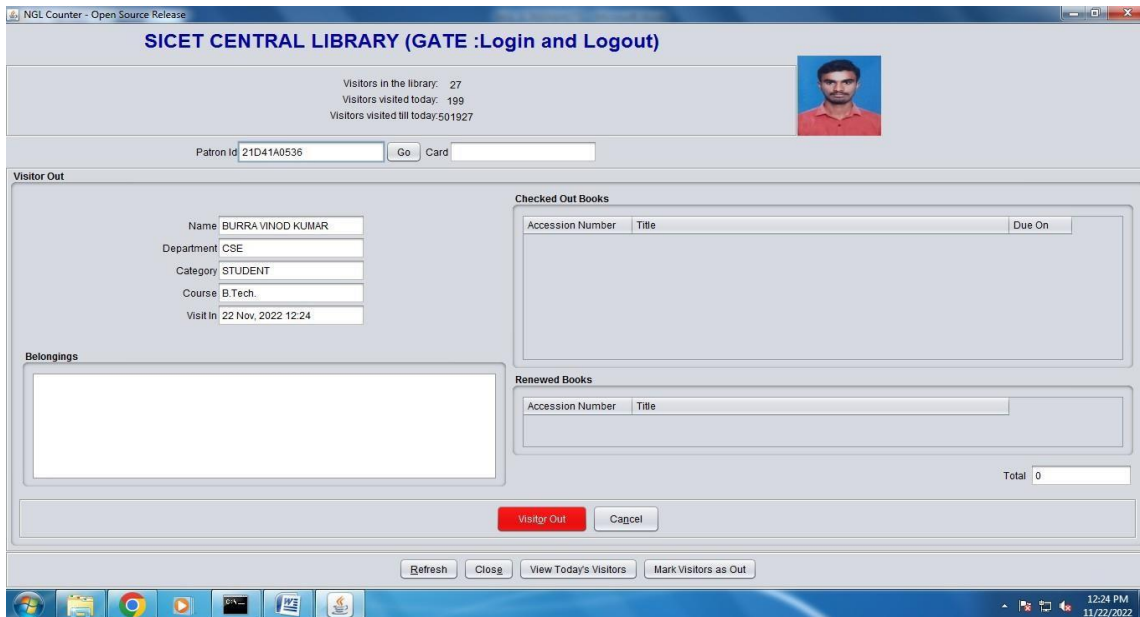 NGL Counter - Open Source Release
SICET CENTRAL LIBRARY (GATE :Login and Logout)
Visitors in the library: 27
Visitors visited today: 199
Visitors visited till today:501927
Patron Id 21D41A0536 Go Card
Visitor Out
Name BURRA VINOD KUMAR
Department CSE
Category STUDENT
Course B.Tech.
Visit In 22 Nov, 2022 12:24
Belongings
Checked Out Books
Accession Number Title Due On
Renewed Books
Accession Number Title
Total 0
Visitor Out Cancel
Refresh Close View Today's Visitors Mark Visitors as Out
12:24 PM
11/22/2022